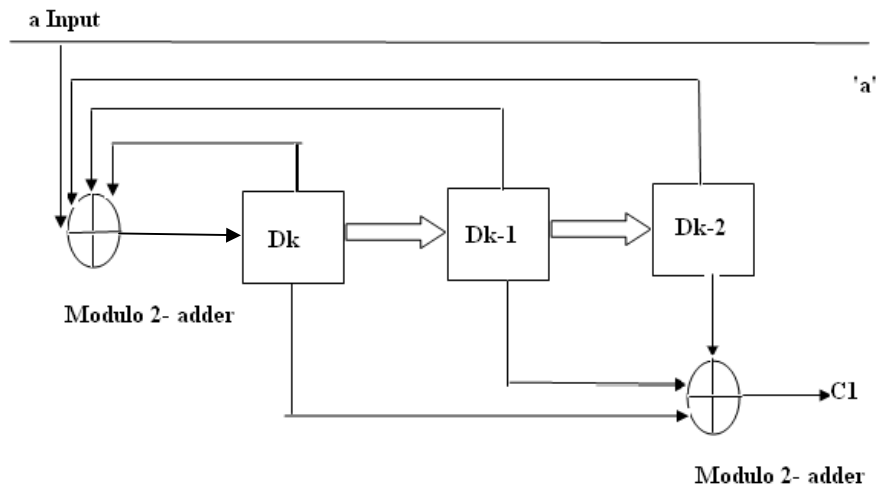 a Input
'a'
Dk
Dk-1
Dk-2
Modulo 2- adder
C1
Modulo 2- adder